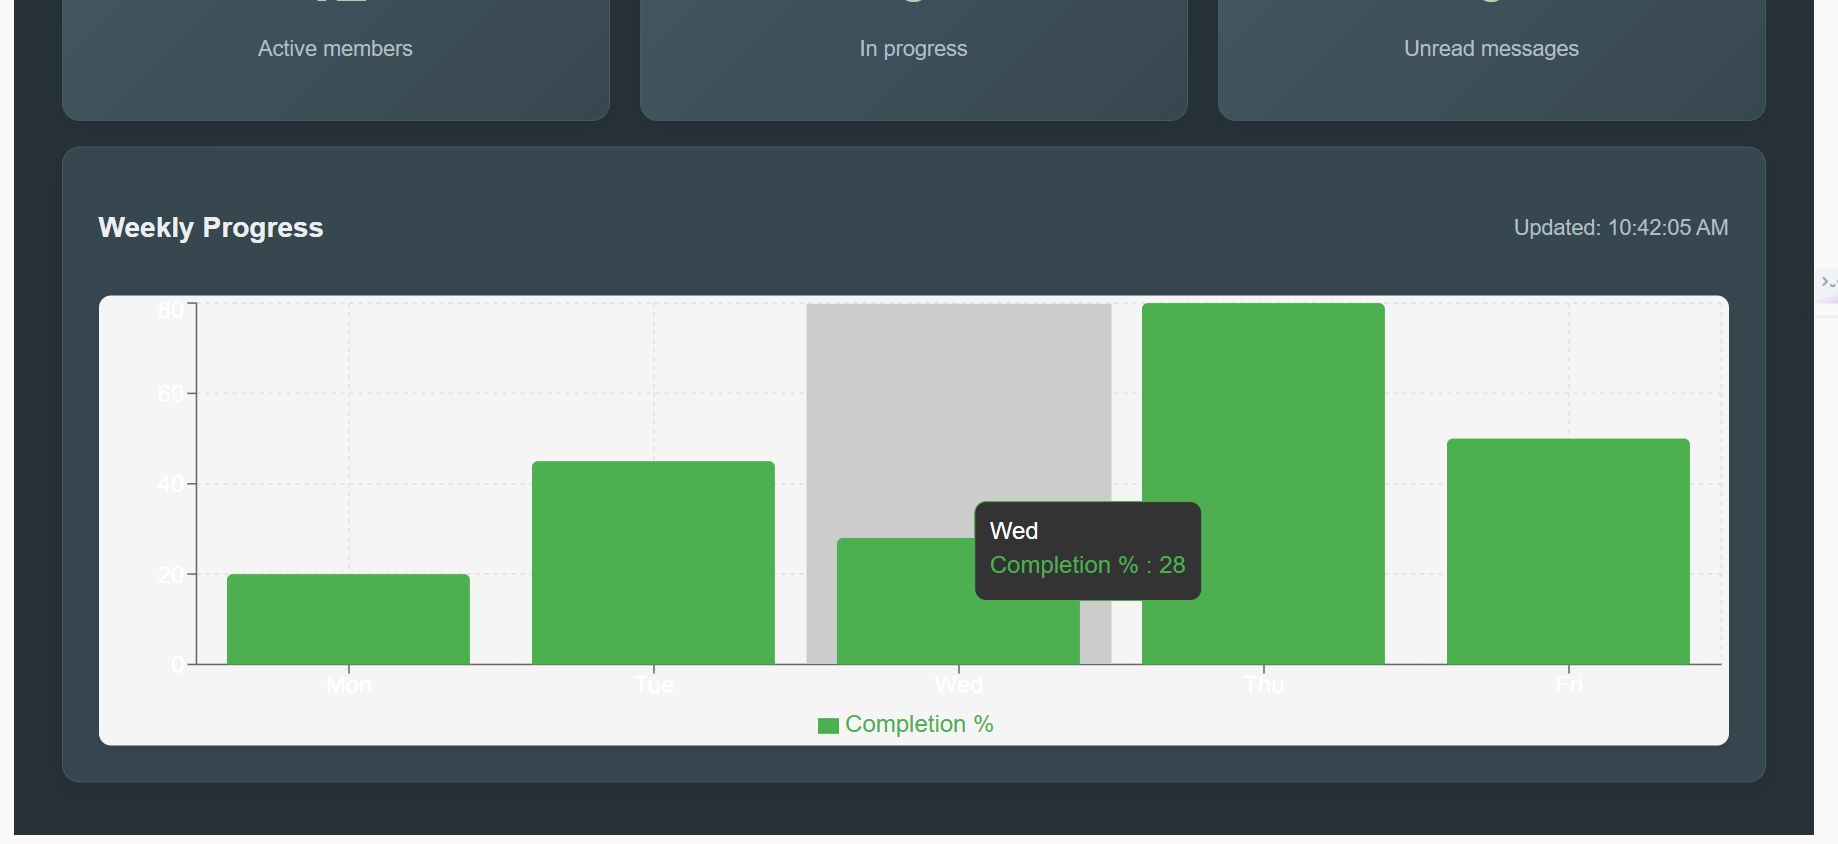 Active members
In progress
Unread messages
Weekly Progress
Updated: 10:42:05 AM
80
60
40
20
0
Wed
Completion % : 28
Mon
Tue
Wed
Thu
Fri
Completion %